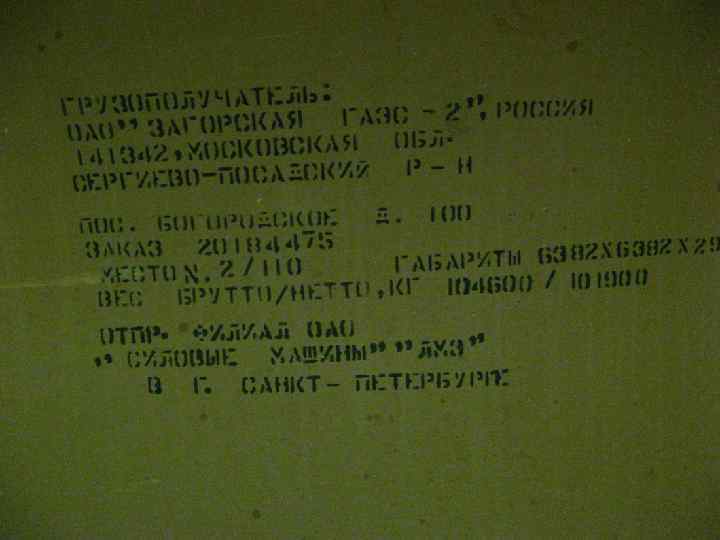 ГРУЗОПОЛУЧАТЕЛЬ:
ОАО" ЗАГОРСКАЯ ГАЭС - 2", РОССИЯ
141342, МОСКОВСКАЯ ОБЛ.
СЕРГИЕВО-ПОСАДСКИЙ Р - Н
ПОС. БОГОРОДСКОЕ Д. 100
ЗАКАЗ 20184475
МЕСТО N. 2/110 ГАБАРИТЫ 6382Х6382Х29
ВЕС БРУТТО/НЕТТО, КГ 104600 / 101900
ОТПР. ФИЛИАЛ ОАО
" СИЛОВЫЕ МАШИНЫ" "ЛМЗ"
В Г. САНКТ - ПЕТЕРБУРГЕ